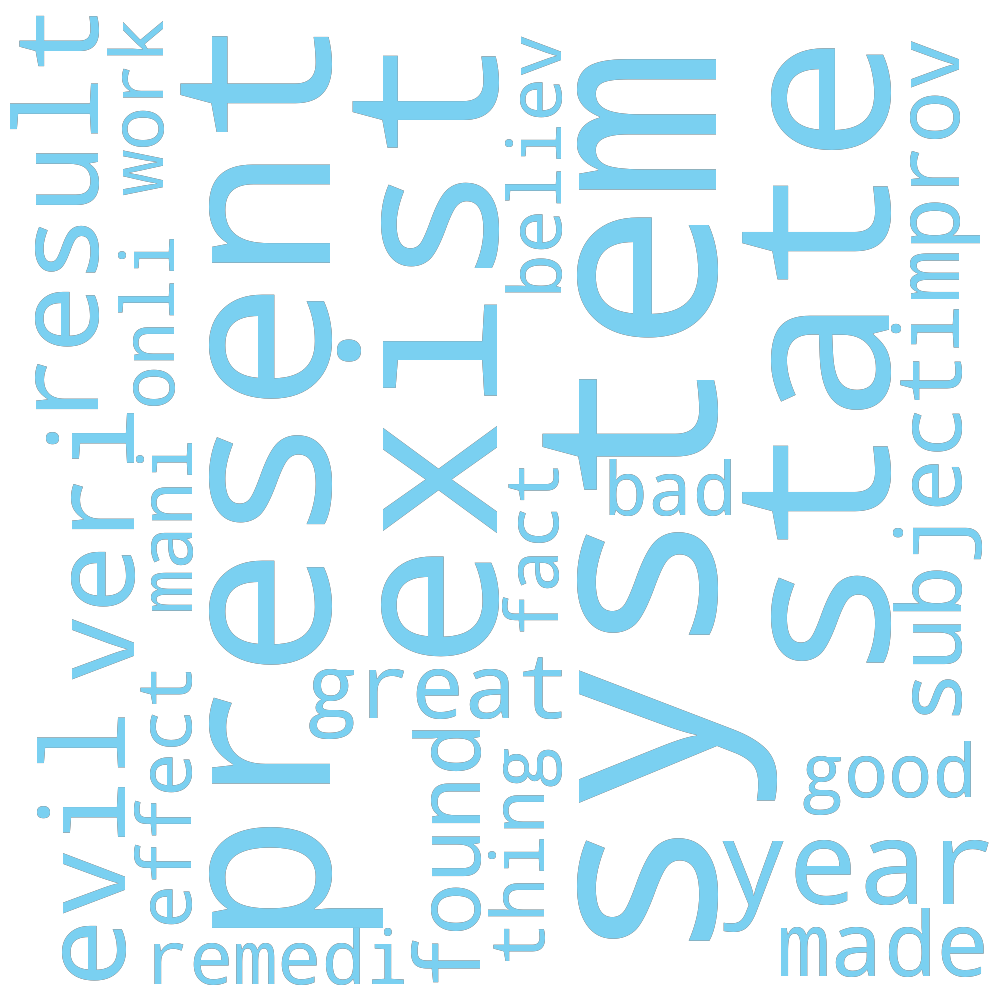 result
work
present
exist
believ
system
state
improv
onli
veri
mani
fact
bad
subject
evil
effect
great
found
thing
good
year
remedi
made